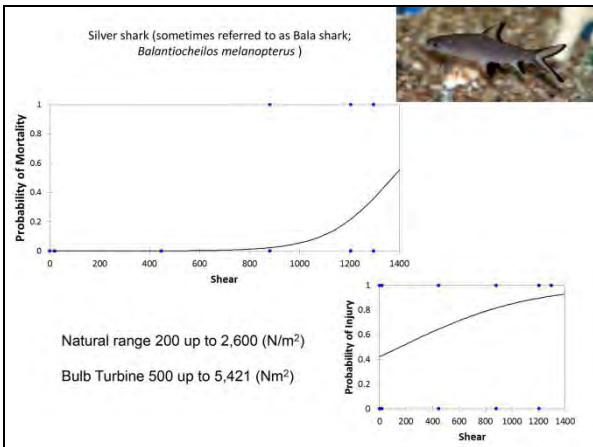 Silver shark (sometimes referred to as Bala shark;
Balantiocheilos melanopterus )
Probability of Mortality
1
0.8
0.6
0.4
0.2
0
0 200 400 600 800 1000 1200 1400
Shear
Natural range 200 up to 2,600 (N/m²)
Bulb Turbine 500 up to 5,421 (Nm²)
Probability of Injury
1
0.8
0.6
0.4
0.2
0
0 200 400 600 800 1000 1200 1400
Shear